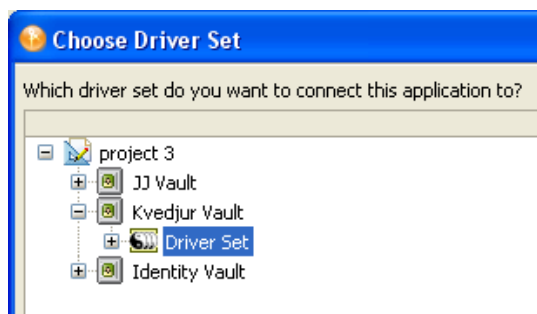 Choose Driver Set
Which driver set do you want to connect this application to?
project 3
JJ Vault
Kvedjur Vault
Driver Set
Identity Vault